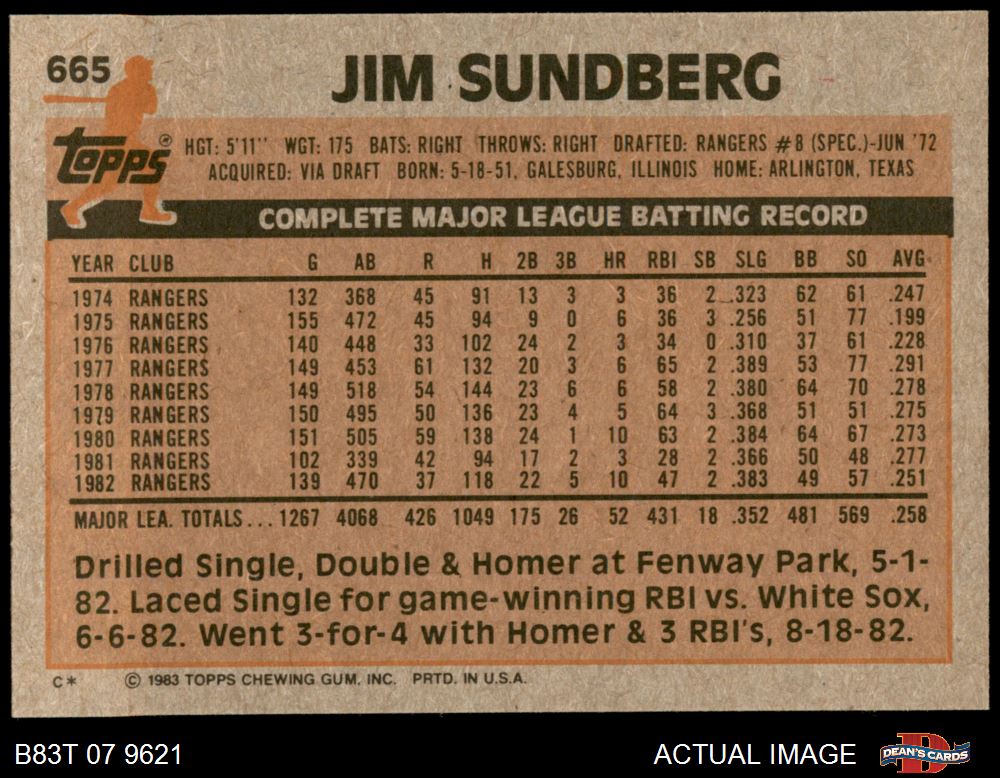 665 JIM SUNDBERG
Topps®
HGT: 5'11" WGT: 175 BATS: RIGHT THROWS: RIGHT DRAFTED: RANGERS #8 (SPEC.)-JUN '72
ACQUIRED: VIA DRAFT BORN: 5-18-51, GALESBURG, ILLINOIS HOME: ARLINGTON, TEXAS
COMPLETE MAJOR LEAGUE BATTING RECORD
YEAR CLUB G AB R H 2B 3B HR RBI SB SLG BB SO AVG
1974 RANGERS 132 368 45 91 13 3 3 36 2 .323 62 61 .247
1975 RANGERS 155 472 45 94 9 0 6 36 3 .256 51 77 .199
1976 RANGERS 140 448 33 102 24 2 3 34 0 .310 37 61 .228
1977 RANGERS 149 453 61 132 20 3 6 65 2 .389 53 77 .291
1978 RANGERS 149 518 54 144 23 6 6 58 2 .380 64 70 .278
1979 RANGERS 150 495 50 136 23 4 5 64 3 .368 51 51 .275
1980 RANGERS 151 505 59 138 24 1 10 63 2 .384 64 67 .273
1981 RANGERS 102 339 42 94 17 2 3 28 2 .366 50 48 .277
1982 RANGERS 139 470 37 118 22 5 10 47 2 .383 49 57 .251
MAJOR LEA. TOTALS... 1267 4068 426 1049 175 26 52 431 18 .352 481 569 .258
Drilled Single, Double & Homer at Fenway Park, 5-1-
82. Laced Single for game-winning RBI vs. White Sox,
6-6-82. Went 3-for-4 with Homer & 3 RBI's, 8-18-82.
C* © 1983 TOPPS CHEWING GUM, INC. PRTD. IN U.S.A.
B83T 07 9621 ACTUAL IMAGE DEAN'S CARDS